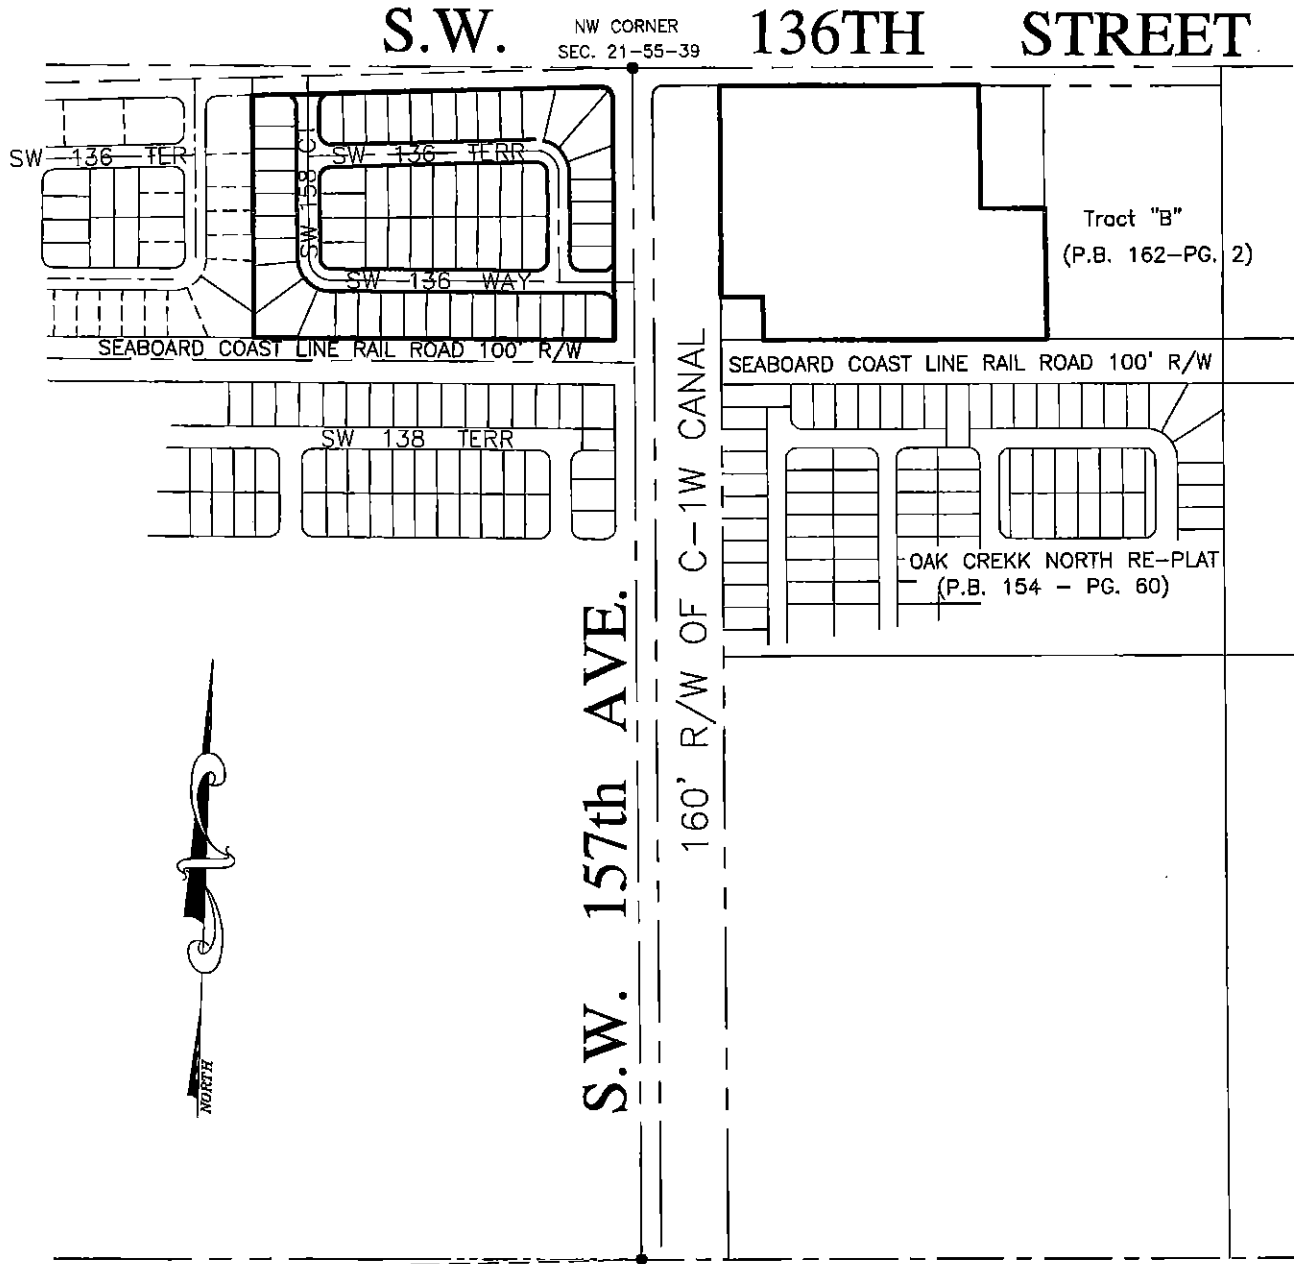 S.W. 136TH STREET
NW CORNER
SEC. 21-55-39
SW 136 TER
SW 158 Ct
SW 136 TERR
SW 136 WAY
Tract "B"
(P.B. 162-PG. 2)
SEABOARD COAST LINE RAIL ROAD 100' R/W
SEABOARD COAST LINE RAIL ROAD 100' R/W
SW 138 TERR
160' R/W OF C-1W CANAL
OAK CREKK NORTH RE-PLAT
(P.B. 154 - PG. 60)
S.W. 157th AVE.
NORTH